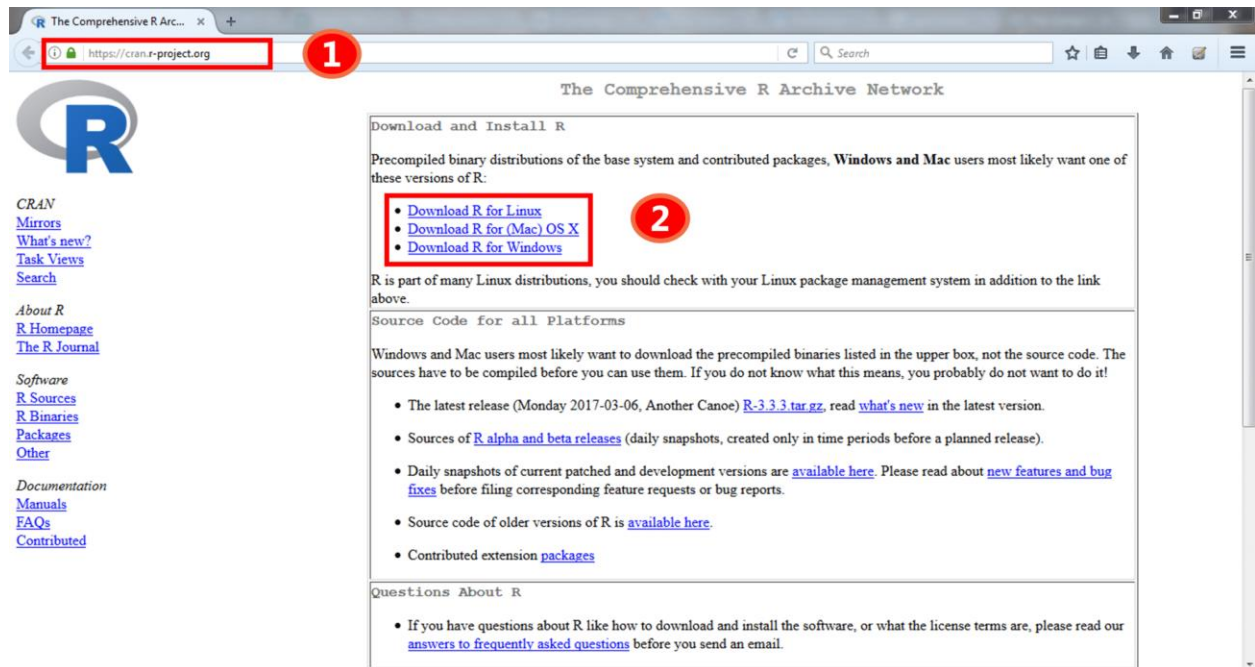 The Comprehensive R Arc...
https://cran.r-project.org
1
Search
R
The Comprehensive R Archive Network
CRAN
Mirrors
What's new?
Task Views
Search
About R
R Homepage
The R Journal
Software
R Sources
R Binaries
Packages
Other
Documentation
Manuals
FAQs
Contributed
Download and Install R
Precompiled binary distributions of the base system and contributed packages, Windows and Mac users most likely want one of
these versions of R:
• Download R for Linux
• Download R for (Mac) OS X
• Download R for Windows
2
R is part of many Linux distributions, you should check with your Linux package management system in addition to the link
above.
Source Code for all Platforms
Windows and Mac users most likely want to download the precompiled binaries listed in the upper box, not the source code. The
sources have to be compiled before you can use them. If you do not know what this means, you probably do not want to do it!
• The latest release (Monday 2017-03-06, Another Canoe) R-3.3.3.tar.gz, read what's new in the latest version.
• Sources of R alpha and beta releases (daily snapshots, created only in time periods before a planned release).
• Daily snapshots of current patched and development versions are available here. Please read about new features and bug
fixes before filing corresponding feature requests or bug reports.
• Source code of older versions of R is available here.
• Contributed extension packages
Questions About R
• If you have questions about R like how to download and install the software, or what the license terms are, please read our
answers to frequently asked questions before you send an email.